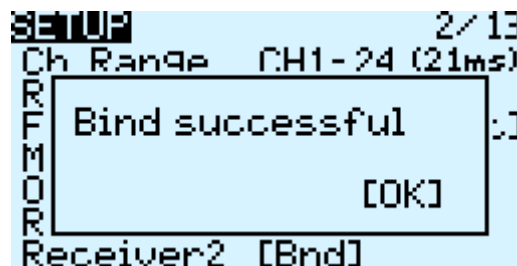 SETUP 2/13
Ch Range CH1-24 (21ms)
R
F
M
O
R
Bind successful
[OK]
Receiver2 [Bnd]